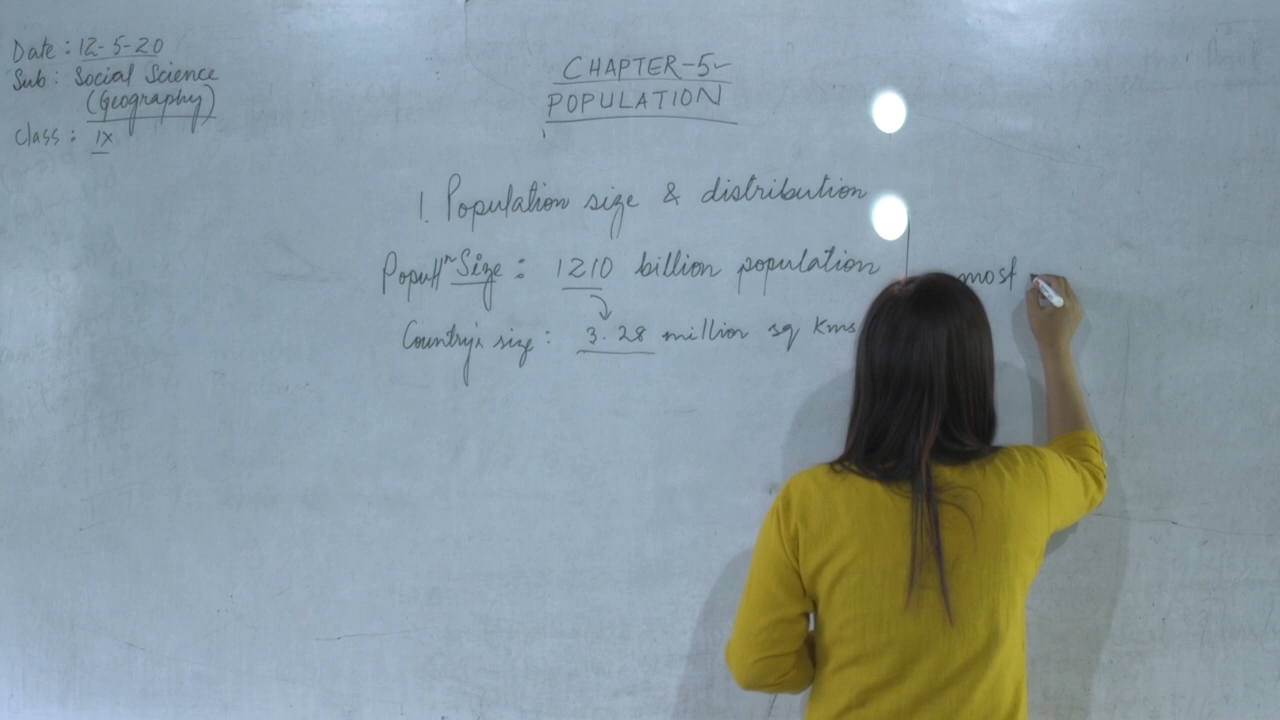 Date : 12-5-20
Sub : Social Science
(Geography)
Class : IX
CHAPTER-5
POPULATION
1. Population size & distribution
Popultn Size : 1210 billion population
most
Country's size : 3.28 million sq Kms